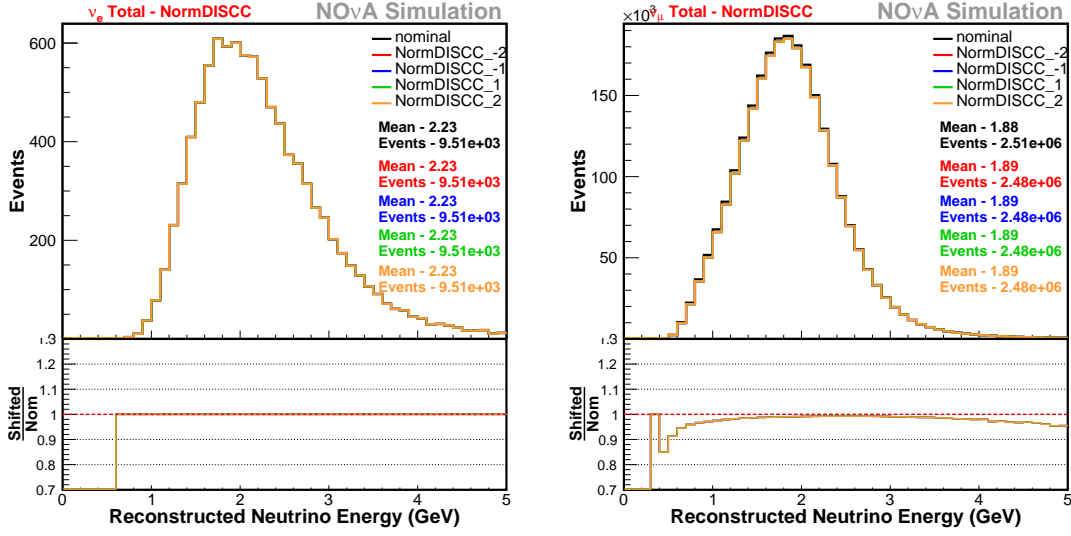 νe Total - NormDISCC
NOνA Simulation
nominal
NormDISCC_-2
NormDISCC_-1
NormDISCC_1
NormDISCC_2
Mean - 2.23
Events - 9.51e+03
Mean - 2.23
Events - 9.51e+03
Mean - 2.23
Events - 9.51e+03
Mean - 2.23
Events - 9.51e+03
Mean - 2.23
Events - 9.51e+03
Events
600
400
200
Shifted
Nom
1.3
1.2
1.1
1
0.9
0.8
0.7
0 1 2 3 4 5
Reconstructed Neutrino Energy (GeV)
×10³
νμ Total - NormDISCC
NOνA Simulation
nominal
NormDISCC_-2
NormDISCC_-1
NormDISCC_1
NormDISCC_2
Mean - 1.88
Events - 2.51e+06
Mean - 1.89
Events - 2.48e+06
Mean - 1.89
Events - 2.48e+06
Mean - 1.89
Events - 2.48e+06
Mean - 1.89
Events - 2.48e+06
Events
150
100
50
Shifted
Nom
1.3
1.2
1.1
1
0.9
0.8
0.7
0 1 2 3 4 5
Reconstructed Neutrino Energy (GeV)